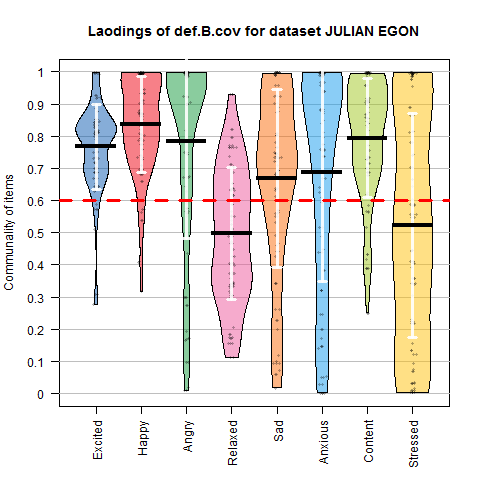 Laodings of def.B.cov for dataset JULIAN EGON
Communality of items
1
0.9
0.8
0.7
0.6
0.5
0.4
0.3
0.2
0.1
0
Excited
Happy
Angry
Relaxed
Sad
Anxious
Content
Stressed